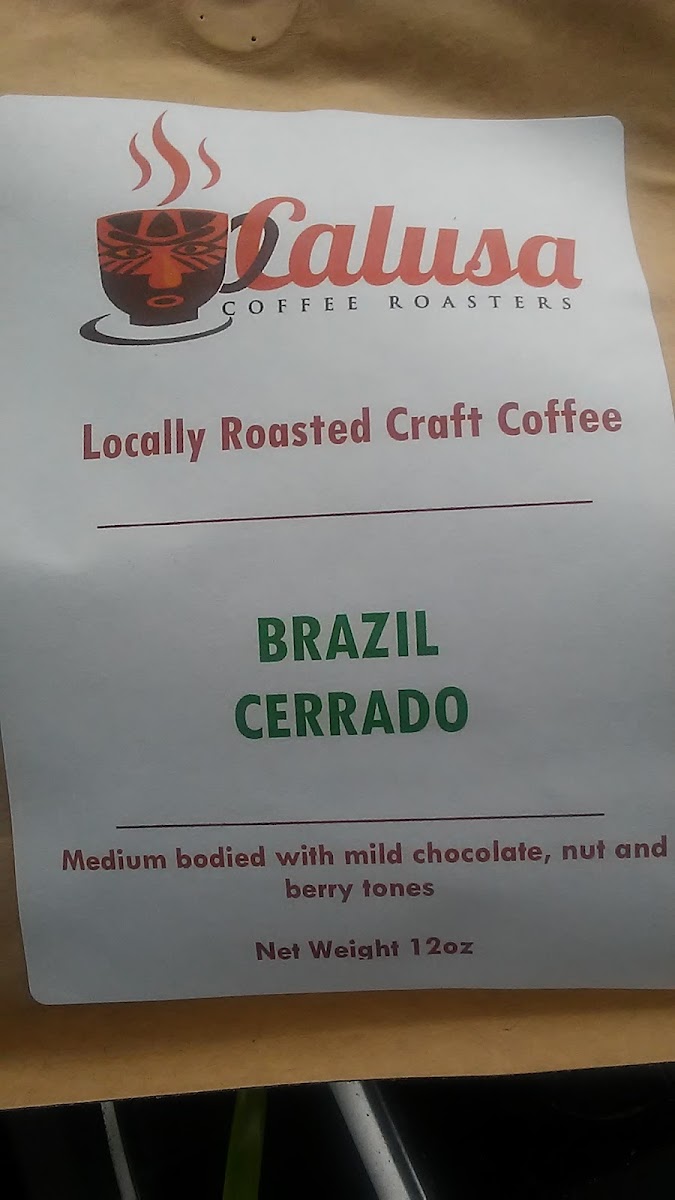 Calusa
COFFEE ROASTERS
Locally Roasted Craft Coffee
BRAZIL
CERRADO
Medium bodied with mild chocolate, nut and
berry tones
Net Weight 12oz